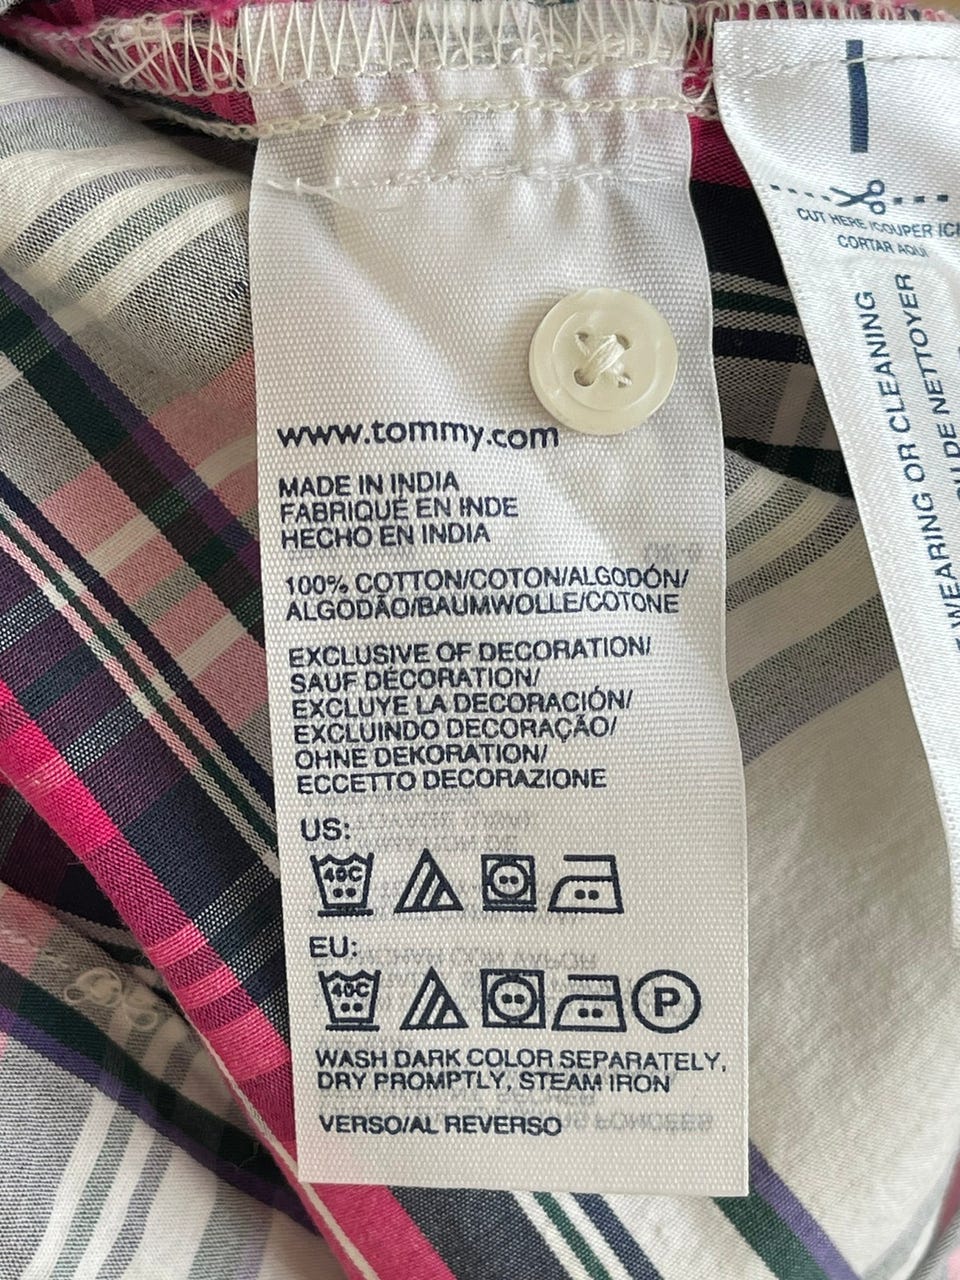 www.tommy.com
MADE IN INDIA
FABRIQUÉ EN INDE
HECHO EN INDIA
100% COTTON/COTON/ALGODÓN/
ALGODÃO/BAUMWOLLE/COTONE
EXCLUSIVE OF DECORATION/
SAUF DÉCORATION/
EXCLUYE LA DECORACIÓN/
EXCLUINDO DECORAÇÃO/
OHNE DEKORATION/
ECCETTO DECORAZIONE
US:
40C
EU:
40C
P
WASH DARK COLOR SEPARATELY,
DRY PROMPTLY, STEAM IRON
VERSO/AL REVERSO
CUT HERE /COUPER ICI
CORTAR AQUI
WEARING OR CLEANING
OU DE NETTOYER